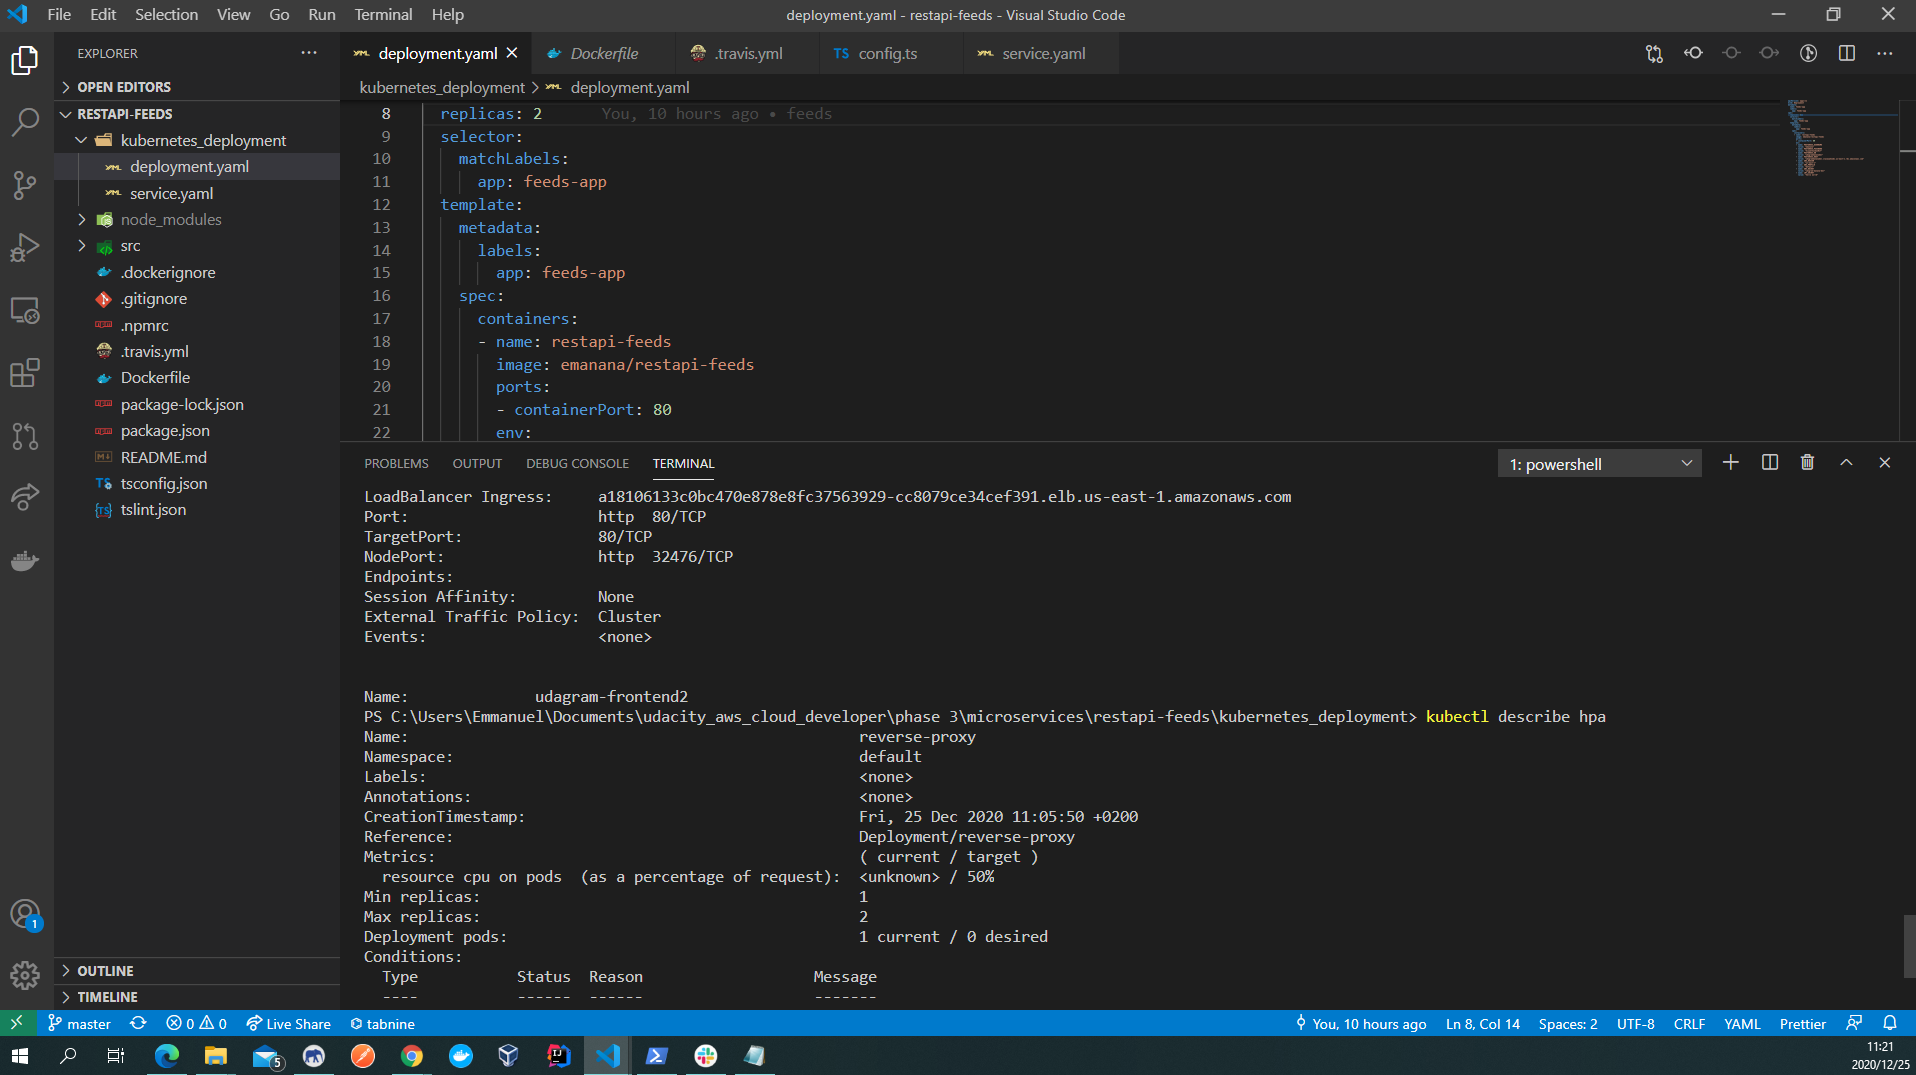 File Edit Selection View Go Run Terminal Help
deployment.yaml - restapi-feeds - Visual Studio Code
EXPLORER
OPEN EDITORS
RESTAPI-FEEDS
kubernetes_deployment
deployment.yaml
service.yaml
node_modules
src
.dockerignore
.gitignore
.npmrc
.travis.yml
Dockerfile
package-lock.json
package.json
README.md
tsconfig.json
tslint.json
OUTLINE
TIMELINE
deployment.yaml Dockerfile .travis.yml TS config.ts service.yaml
kubernetes_deployment > deployment.yaml
8 replicas: 2 You, 10 hours ago • feeds
9 selector:
10 matchLabels:
11 app: feeds-app
12 template:
13 metadata:
14 labels:
15 app: feeds-app
16 spec:
17 containers:
18 - name: restapi-feeds
19 image: emanana/restapi-feeds
20 ports:
21 - containerPort: 80
22 env:
PROBLEMS OUTPUT DEBUG CONSOLE TERMINAL
1: powershell
LoadBalancer Ingress: a18106133c0bc470e878e8fc37563929-cc8079ce34cef391.elb.us-east-1.amazonaws.com
Port: http 80/TCP
TargetPort: 80/TCP
NodePort: http 32476/TCP
Endpoints:
Session Affinity: None
External Traffic Policy: Cluster
Events: <none>
Name: udagram-frontend2
PS C:\Users\Emmanuel\Documents\udacity_aws_cloud_developer\phase 3\microservices\restapi-feeds\kubernetes_deployment> kubectl describe hpa
Name: reverse-proxy
Namespace: default
Labels: <none>
Annotations: <none>
CreationTimestamp: Fri, 25 Dec 2020 11:05:50 +0200
Reference: Deployment/reverse-proxy
Metrics: ( current / target )
resource cpu on pods (as a percentage of request): <unknown> / 50%
Min replicas: 1
Max replicas: 2
Deployment pods: 1 current / 0 desired
Conditions:
Type Status Reason Message
---- ------ ------ -------
1
master 0 0 Live Share tabnine
You, 10 hours ago Ln 8, Col 14 Spaces: 2 UTF-8 CRLF YAML Prettier
5
11:21
2020/12/25